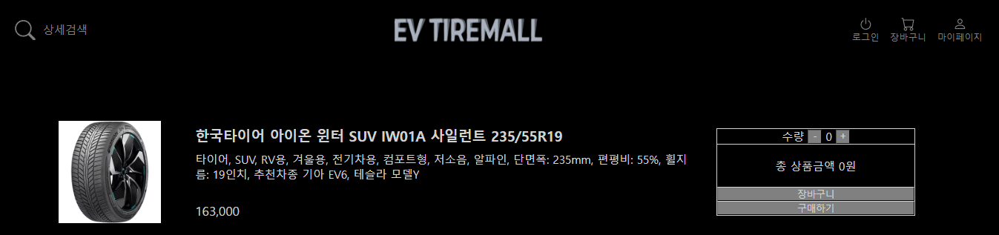 상세검색
EV TIREMALL
로그인 장바구니 마이페이지
한국타이어 아이온 윈터 SUV IW01A 사일런트 235/55R19
타이어, SUV, RV용, 겨울용, 전기차용, 컴포트형, 저소음, 알파인, 단면폭: 235mm, 편평비: 55%, 휠지
름: 19인치, 추천차종 기아 EV6, 테슬라 모델Y
163,000
수량 - 0 +
총 상품금액 0원
장바구니
구매하기